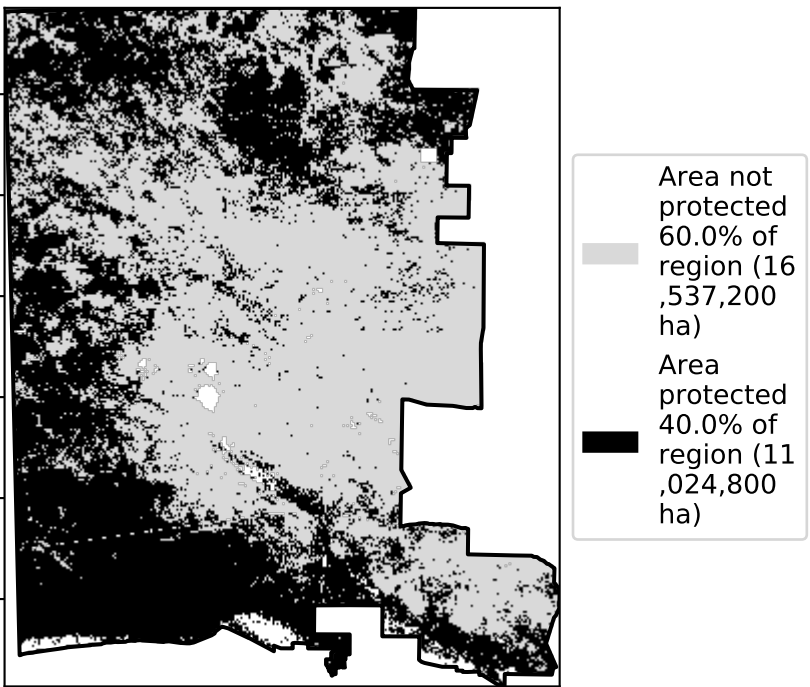 Area not
protected
60.0% of
region (16
,537,200
ha)
Area
protected
40.0% of
region (11
,024,800
ha)